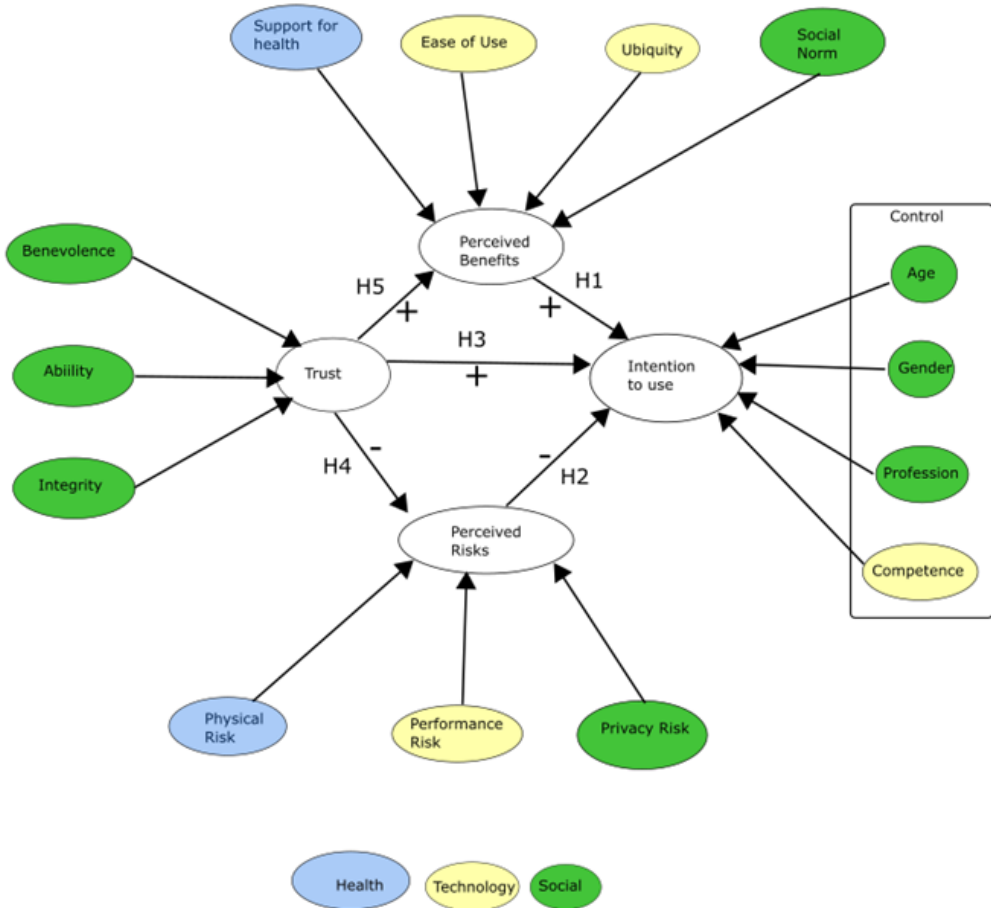 Support for
health
Ease of Use
Ubiquity
Social
Norm
Control
Perceived
Benefits
Benevolence
Age
H5
+
H1
+
H3
+
Trust
Intention
to use
Abiility
Gender
-
H4
-
H2
Integrity
Profession
Perceived
Risks
Competence
Physical
Risk
Performance
Risk
Privacy Risk
Health
Technology
Social